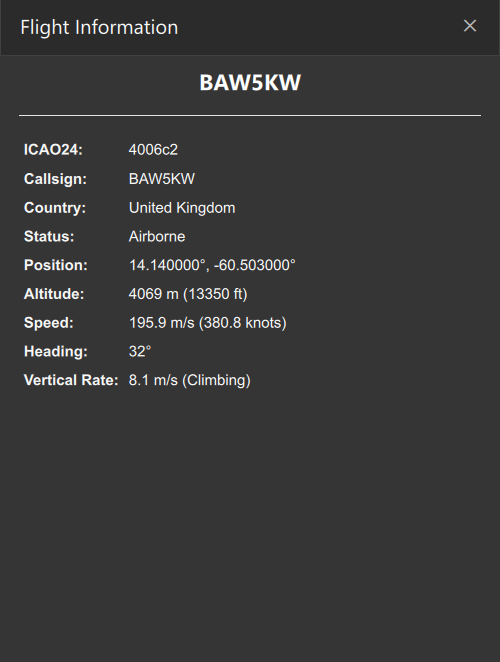 Flight Information
BAW5KW
ICAO24: 4006c2
Callsign: BAW5KW
Country: United Kingdom
Status: Airborne
Position: 14.140000°, -60.503000°
Altitude: 4069 m (13350 ft)
Speed: 195.9 m/s (380.8 knots)
Heading: 32°
Vertical Rate: 8.1 m/s (Climbing)